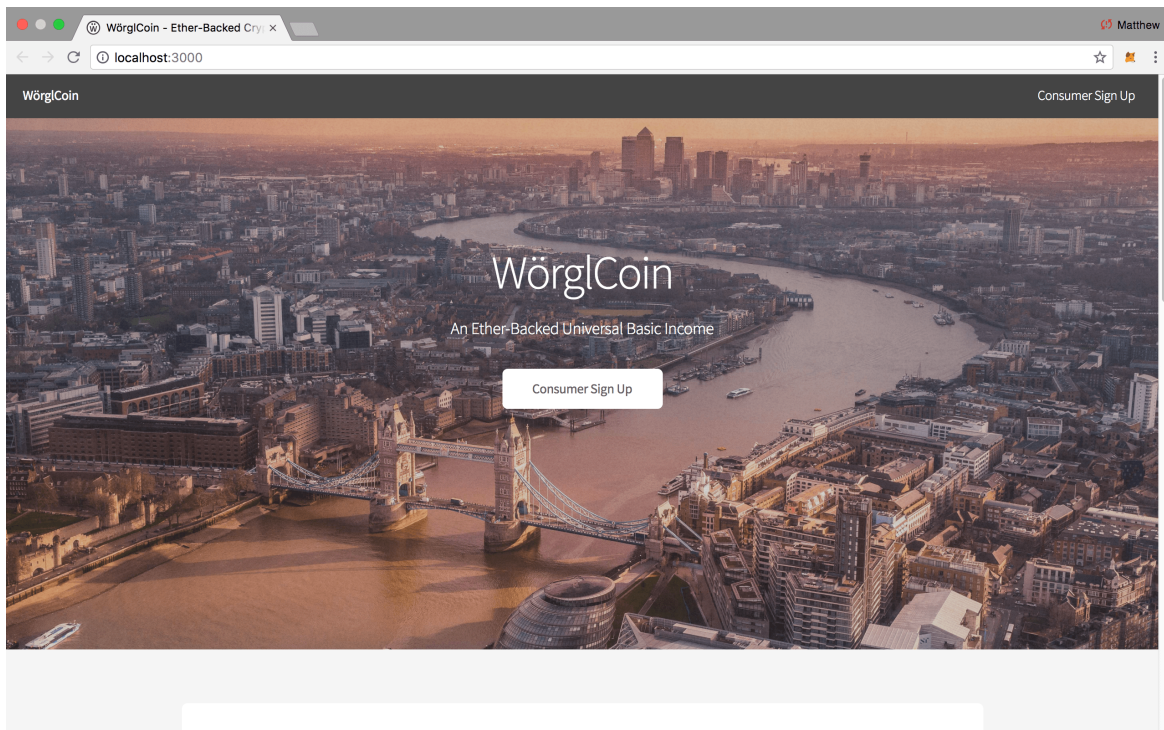 WörglCoin - Ether-Backed Cry
Matthew
localhost:3000
WörglCoin
Consumer Sign Up
WörglCoin
An Ether-Backed Universal Basic Income
Consumer Sign Up